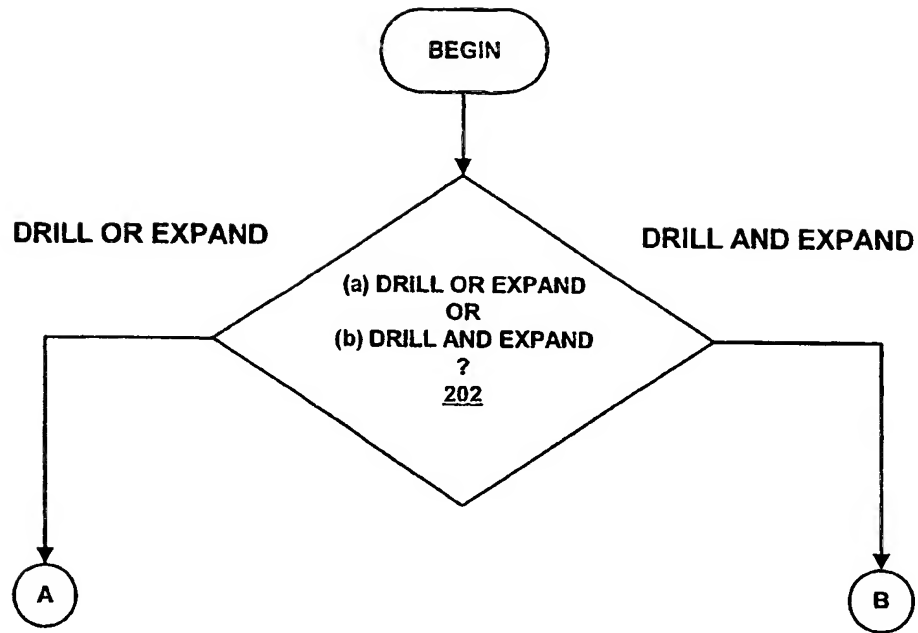 BEGIN
DRILL OR EXPAND
DRILL AND EXPAND
(a) DRILL OR EXPAND
OR
(b) DRILL AND EXPAND
?
202
A
B